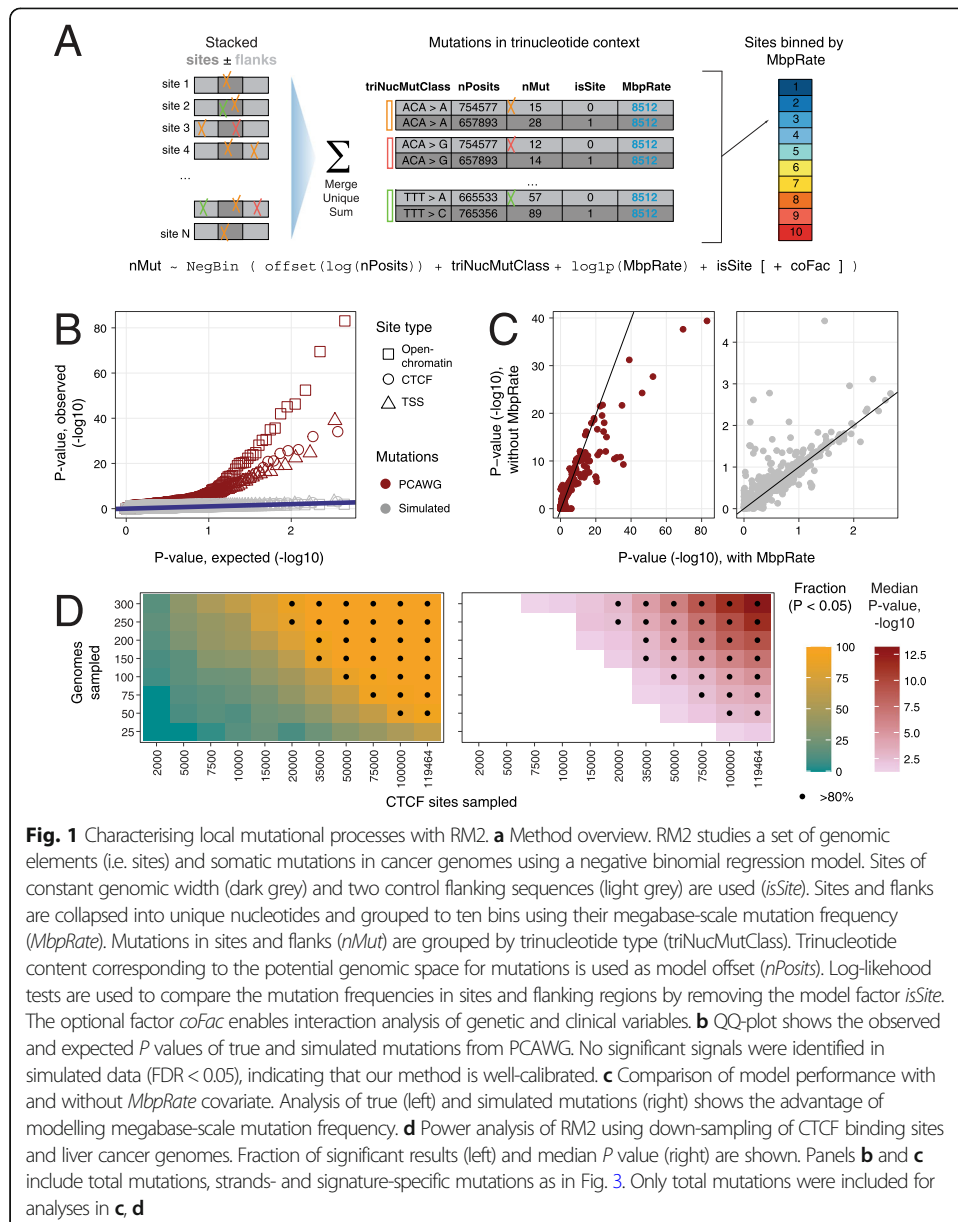 A
Stacked
sites ± flanks
site 1
site 2
site 3
site 4
...
site N
Σ
Merge
Unique
Sum
Mutations in trinucleotide context
triNucMutClass nPosits nMut isSite MbpRate
ACA > A 754577 15 0 8512
ACA > A 657893 28 1 8512
ACA > G 754577 12 0 8512
ACA > G 657893 14 1 8512
...
TTT > A 665533 57 0 8512
TTT > C 765356 89 1 8512
Sites binned by
MbpRate
1
2
3
4
5
6
7
8
9
10
nMut ~ NegBin ( offset(log(nPosits)) + triNucMutClass + log1p(MbpRate) + isSite [ + coFac ] )
B
P-value, observed
(-log10)
80
60
40
20
0
0 1 2
P-value, expected (-log10)
Site type
Open-
chromatin
CTCF
TSS
Mutations
PCAWG
Simulated
C
P-value (-log10),
without MbpRate
40
30
20
10
0
0 20 40 60 80
4
3
2
1
0
0 1 2
P-value (-log10), with MbpRate
D
Genomes
sampled
300
250
200
150
100
75
50
25
2000 5000 7500 10000 15000 20000 35000 50000 75000 100000 119464
2000 5000 7500 10000 15000 20000 35000 50000 75000 100000 119464
CTCF sites sampled
Fraction
(P < 0.05)
100
75
50
25
0
Median
P-value,
-log10
12.5
10.0
7.5
5.0
2.5
>80%
Fig. 1 Characterising local mutational processes with RM2. a Method overview. RM2 studies a set of genomic
elements (i.e. sites) and somatic mutations in cancer genomes using a negative binomial regression model. Sites of
constant genomic width (dark grey) and two control flanking sequences (light grey) are used (isSite). Sites and flanks
are collapsed into unique nucleotides and grouped to ten bins using their megabase-scale mutation frequency
(MbpRate). Mutations in sites and flanks (nMut) are grouped by trinucleotide type (triNucMutClass). Trinucleotide
content corresponding to the potential genomic space for mutations is used as model offset (nPosits). Log-likehood
tests are used to compare the mutation frequencies in sites and flanking regions by removing the model factor isSite.
The optional factor coFac enables interaction analysis of genetic and clinical variables. b QQ-plot shows the observed
and expected P values of true and simulated mutations from PCAWG. No significant signals were identified in
simulated data (FDR < 0.05), indicating that our method is well-calibrated. c Comparison of model performance with
and without MbpRate covariate. Analysis of true (left) and simulated mutations (right) shows the advantage of
modelling megabase-scale mutation frequency. d Power analysis of RM2 using down-sampling of CTCF binding sites
and liver cancer genomes. Fraction of significant results (left) and median P value (right) are shown. Panels b and c
include total mutations, strands- and signature-specific mutations as in Fig. 3. Only total mutations were included for
analyses in c, d